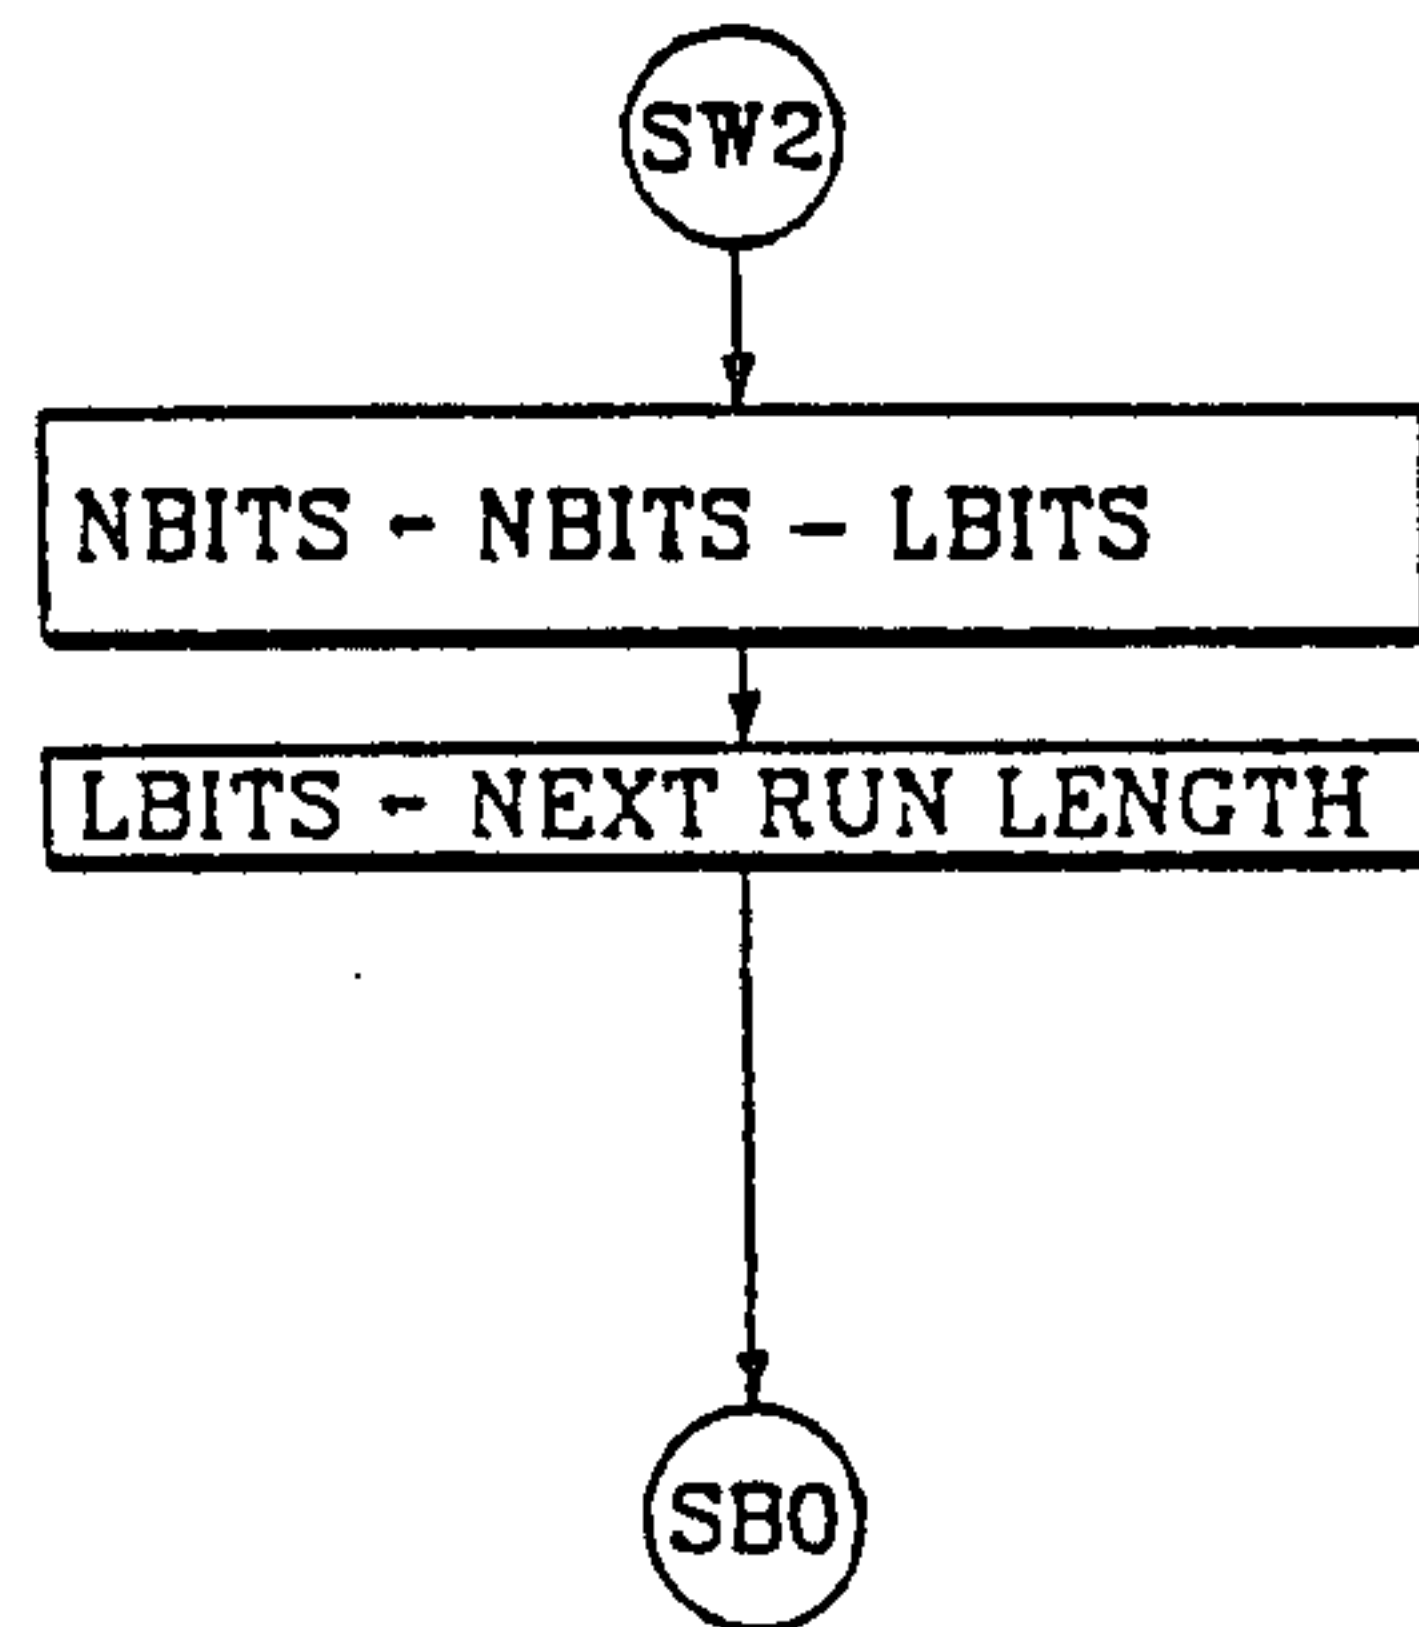 SW2
NBITS ← NBITS – LBITS
LBITS ← NEXT RUN LENGTH
SB0